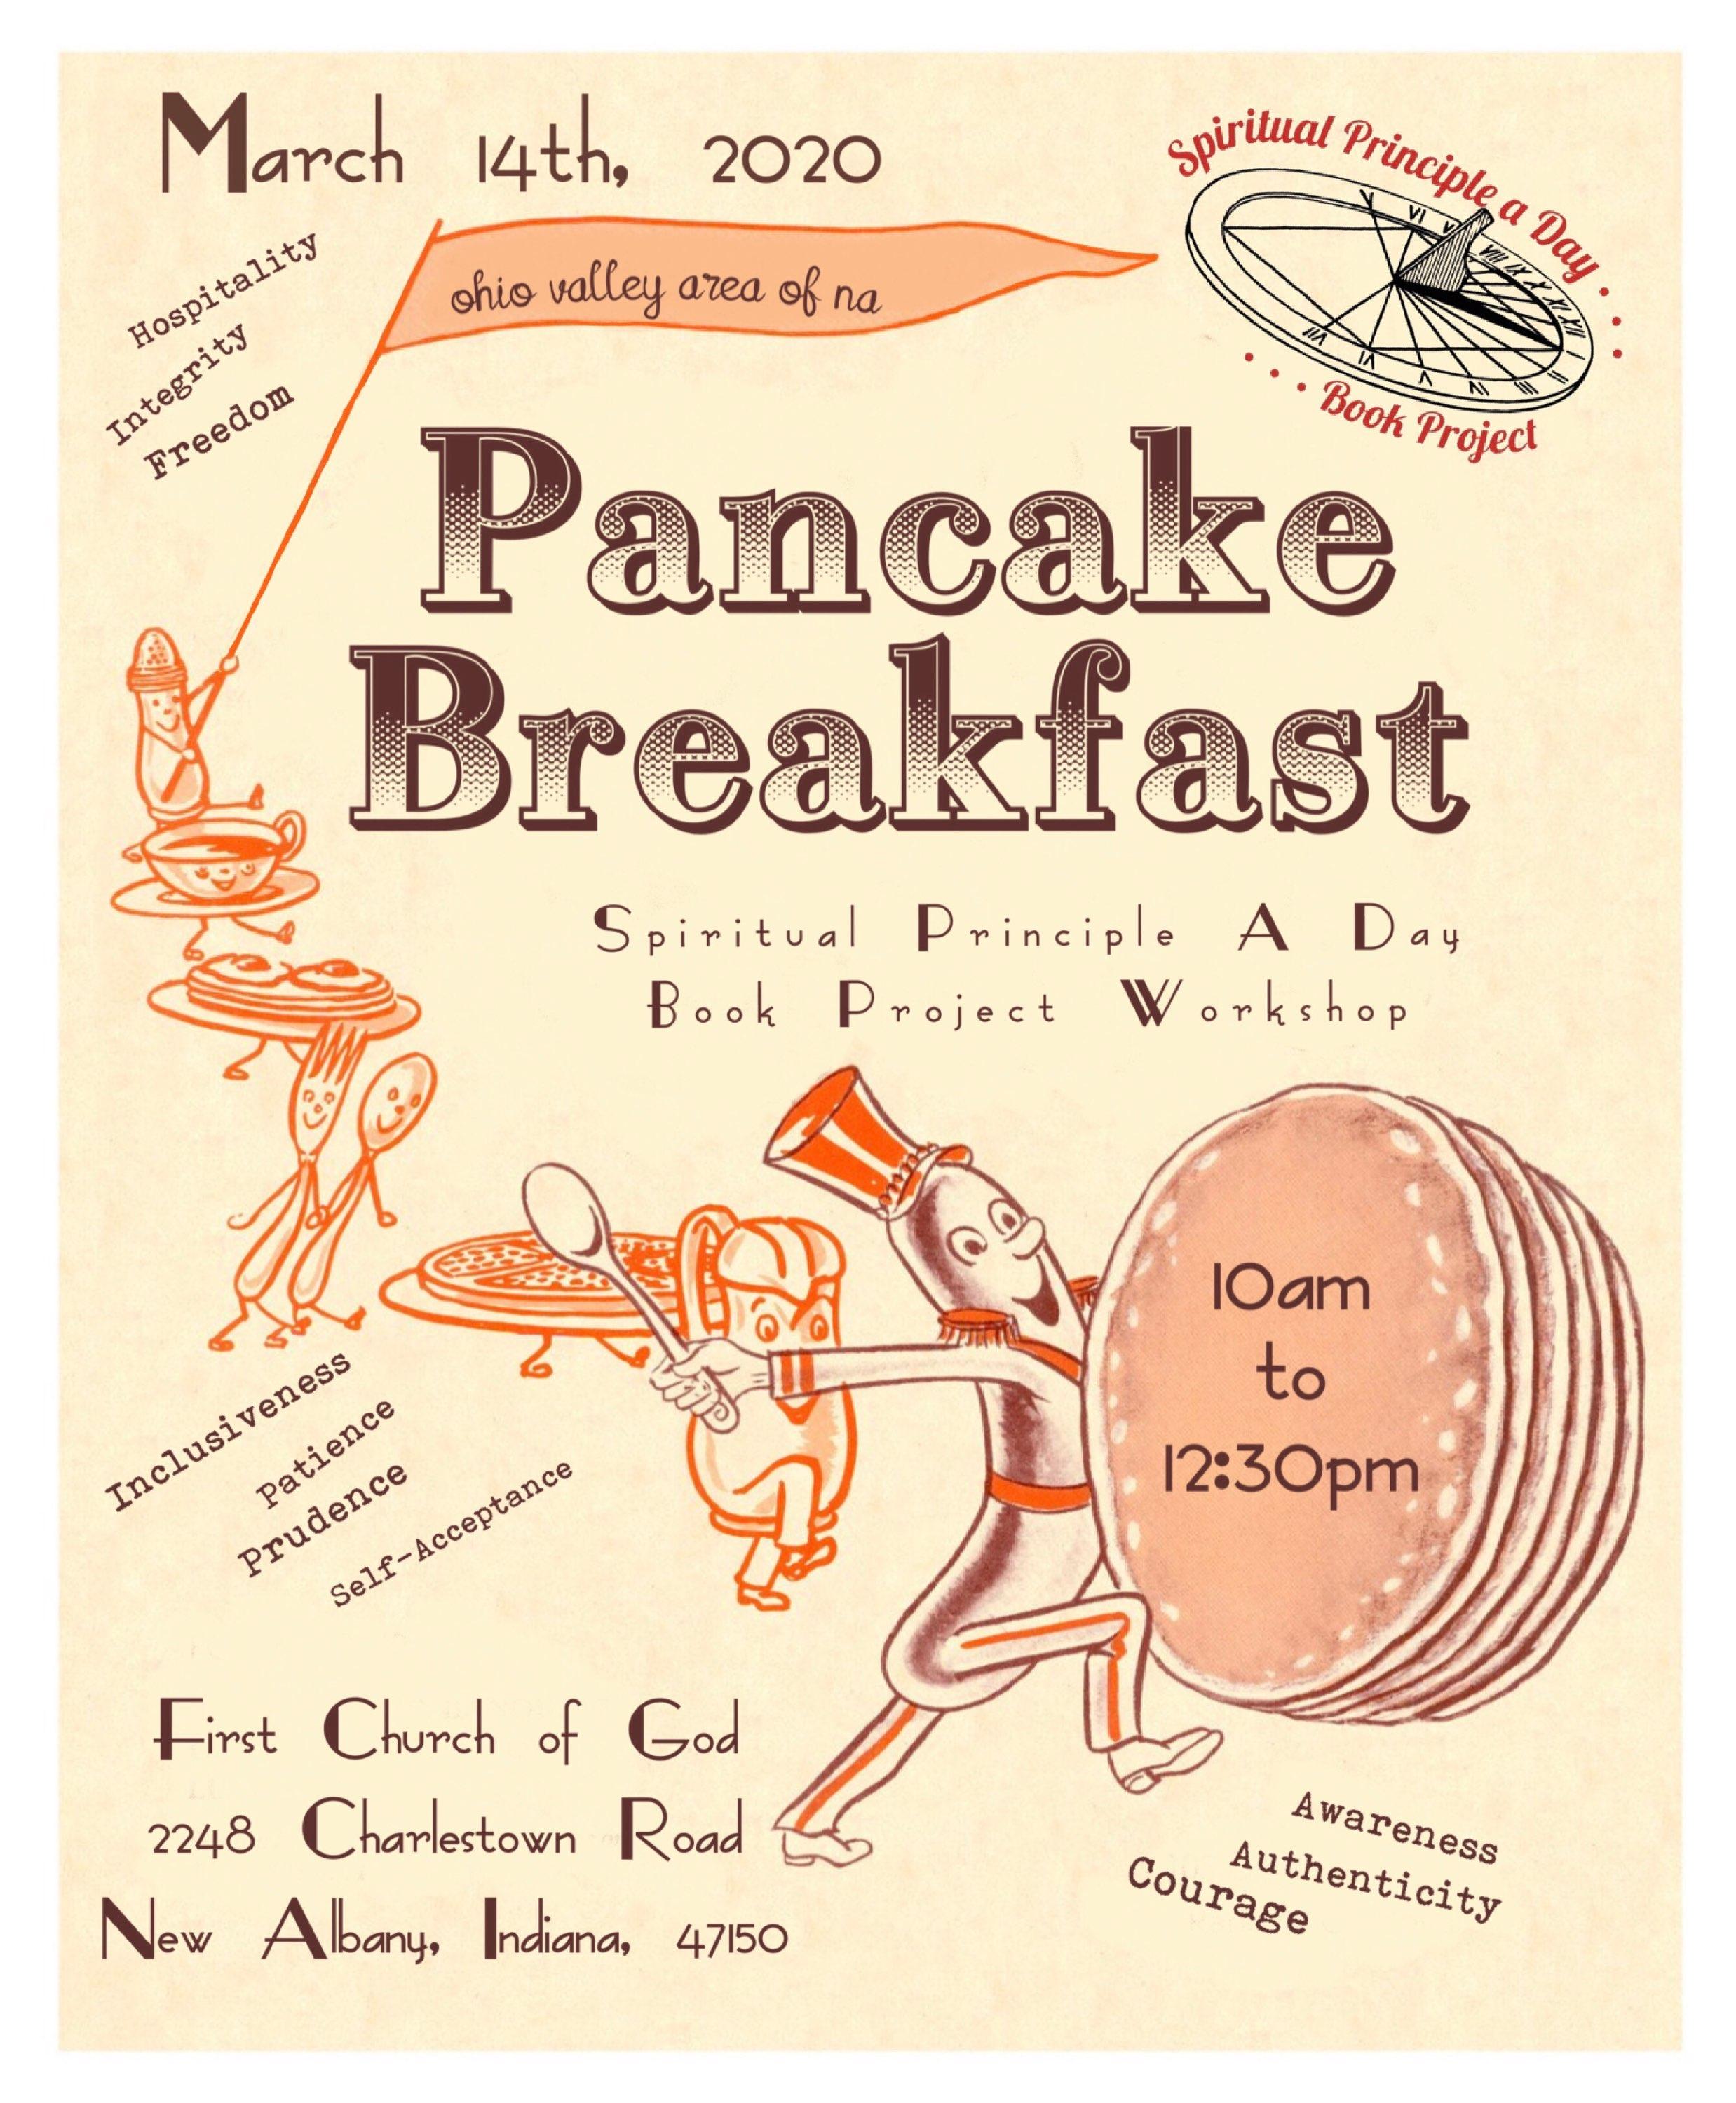 March 14th, 2020
Spiritual Principle a Day
Book Project
ohio valley area of na
Hospitality
Integrity
Freedom
Pancake
Breakfast
Spiritual Principle A Day
Book Project Workshop
10am
to
12:30pm
Inclusiveness
Patience
Prudence
Self-Acceptance
First Church of God
2248 Charlestown Road
New Albany, Indiana, 47150
Awareness
Authenticity
Courage